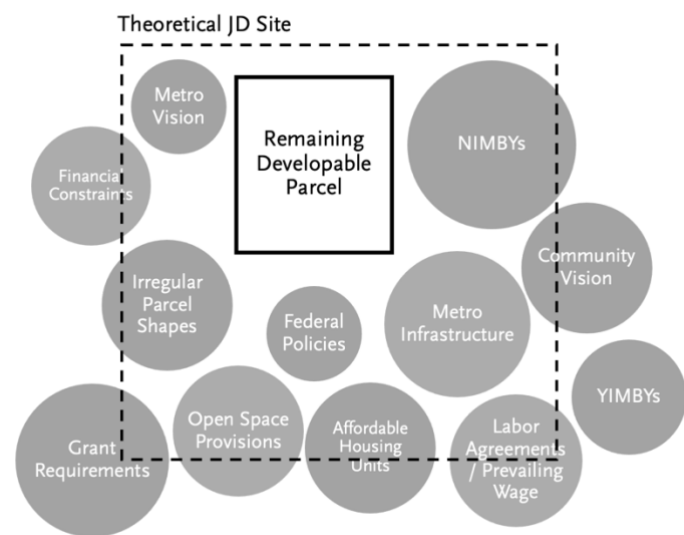 Theoretical JD Site
Metro
Vision
Remaining
Developable
Parcel
NIMBYs
Financial
Constraints
Community
Vision
Irregular
Parcel
Shapes
Federal
Policies
Metro
Infrastructure
YIMBYs
Grant
Requirements
Open Space
Provisions
Affordable
Housing
Units
Labor
Agreements
/ Prevailing
Wage